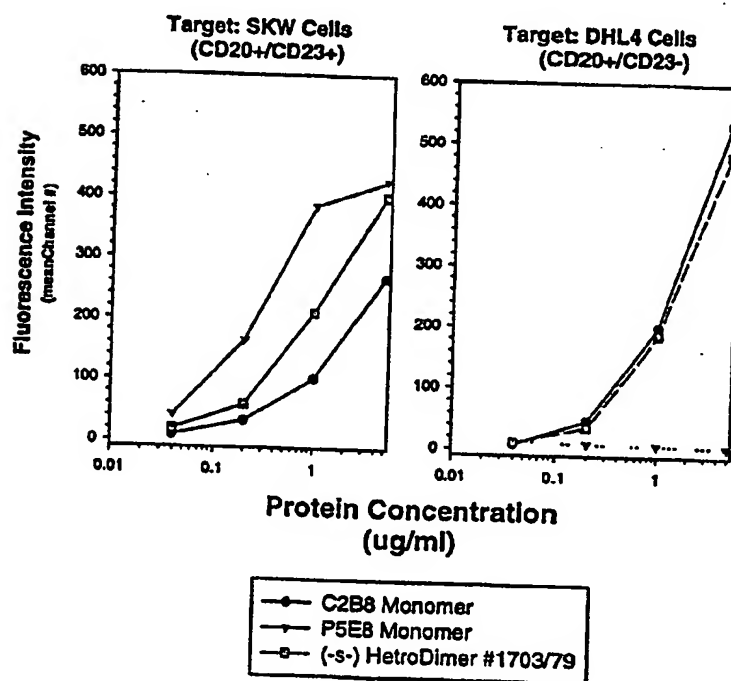 Target: SKW Cells
(CD20+/CD23+)
Target: DHL4 Cells
(CD20+/CD23-)
Fluorescence Intensity
(meanChannel #)
600
500
400
300
200
100
0
0.01
0.1
1
600
500
400
300
200
100
0
0.01
0.1
1
Protein Concentration
(ug/ml)
C2B8 Monomer
P5E8 Monomer
(-s-) HetroDimer #1703/79